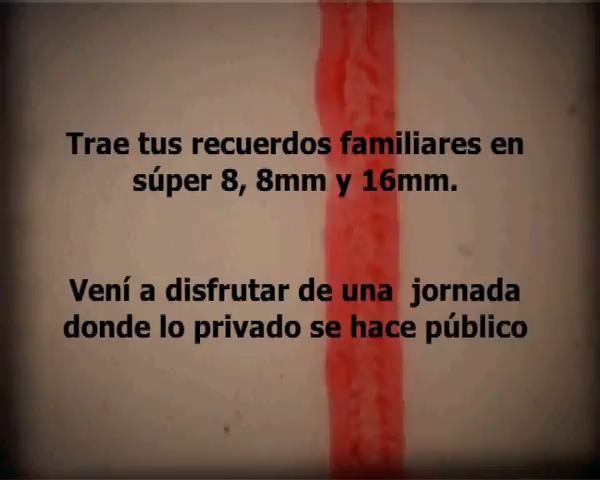 Trae tus recuerdos familiares en
súper 8, 8mm y 16mm.
Vení a disfrutar de una jornada
donde lo privado se hace público